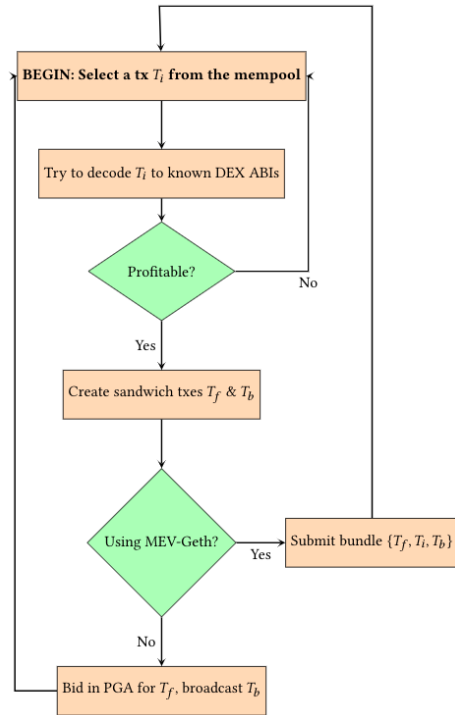 BEGIN: Select a tx T_i from the mempool
Try to decode T_i to known DEX ABIs
Profitable?
No
Yes
Create sandwich txes T_f & T_b
Using MEV-Geth?
Yes
Submit bundle {T_f, T_i, T_b}
No
Bid in PGA for T_f, broadcast T_b